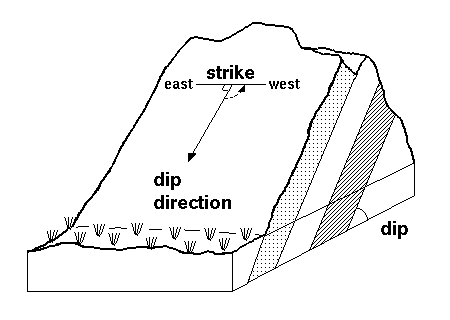 strike
east west
dip
direction
dip